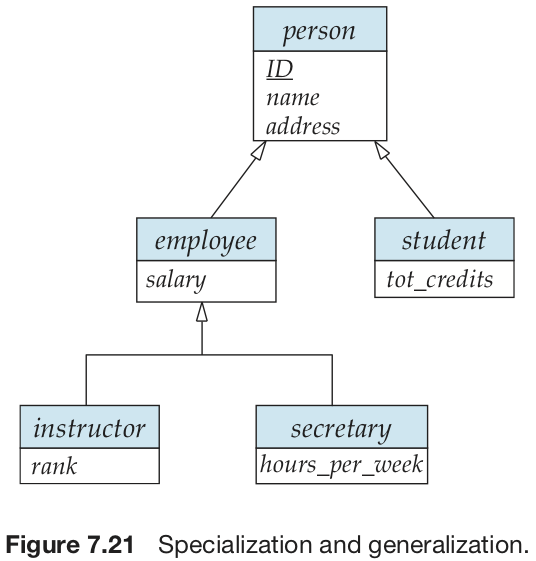 person
ID
name
address
employee
salary
student
tot_credits
instructor
rank
secretary
hours_per_week
Figure 7.21 Specialization and generalization.